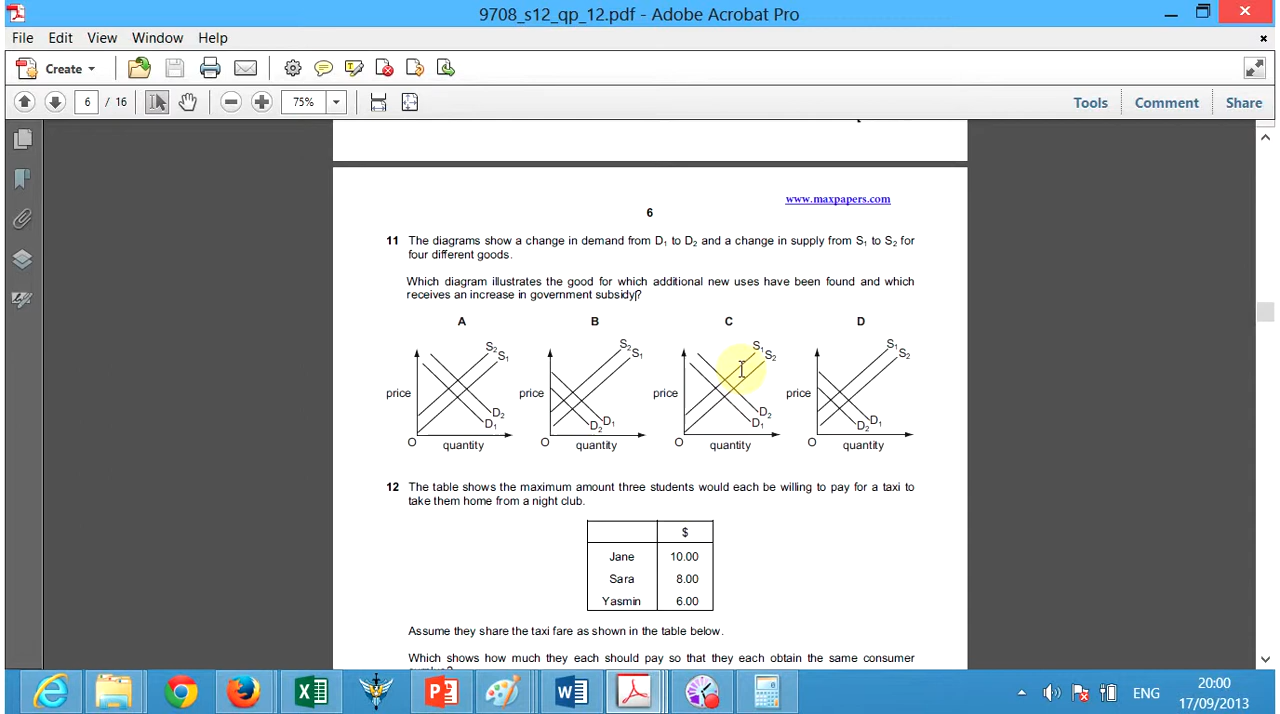 9708_s12_qp_12.pdf - Adobe Acrobat Pro
File Edit View Window Help
Create
6 / 16 75% Tools Comment Share
www.maxpapers.com
6
11 The diagrams show a change in demand from D1 to D2 and a change in supply from S1 to S2 for
four different goods.
Which diagram illustrates the good for which additional new uses have been found and which
receives an increase in government subsidy?
A B C D
S2 S1 S2 S1 S1 S2 S1 S2
price price price price
D2 D1 D2 D1 D2 D1 D2 D1
O quantity O quantity O quantity O quantity
12 The table shows the maximum amount three students would each be willing to pay for a taxi to
take them home from a night club.
$
Jane 10.00
Sara 8.00
Yasmin 6.00
Assume they share the taxi fare as shown in the table below.
Which shows how much they each should pay so that they each obtain the same consumer
ENG
20:00
17/09/2013